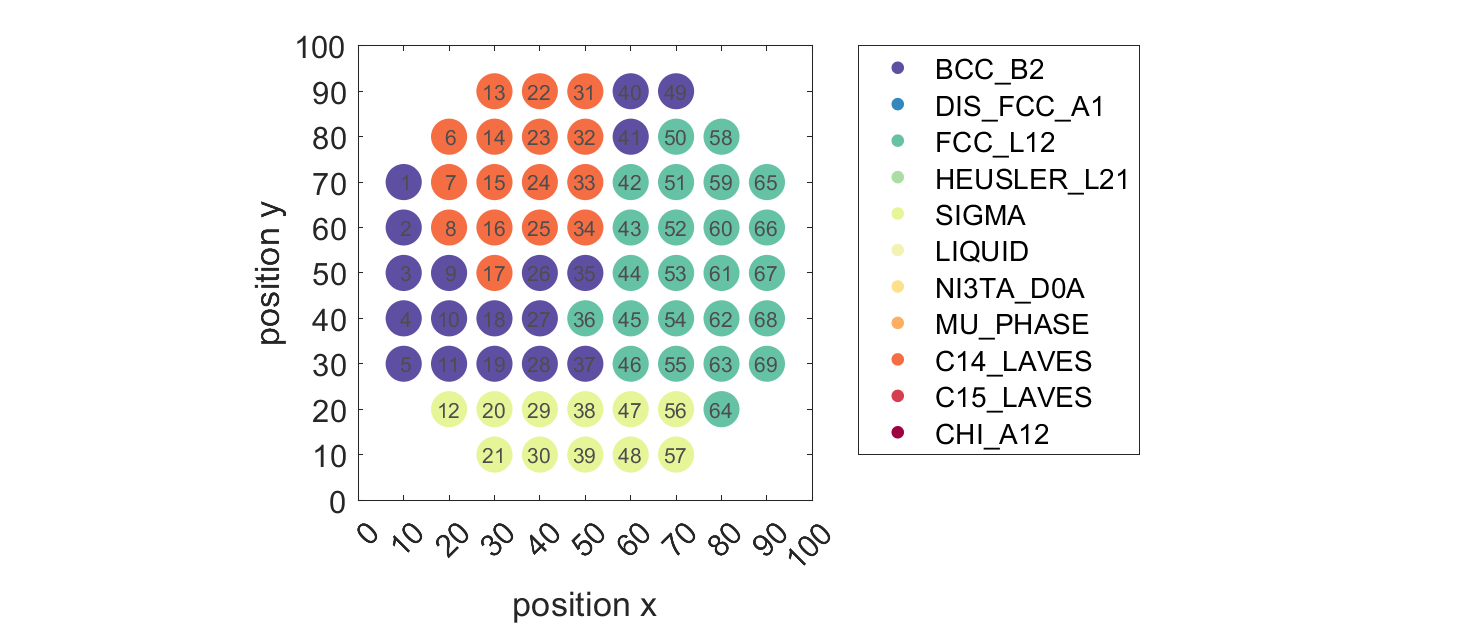 100
90 13 22 31 40 49
80 6 14 23 32 41 50 58
70 1 7 15 24 33 42 51 59 65
60 2 8 16 25 34 43 52 60 66
50 3 9 17 26 35 44 53 61 67
40 4 10 18 27 36 45 54 62 68
30 5 11 19 28 37 46 55 63 69
20 12 20 29 38 47 56 64
10 21 30 39 48 57
0
position y
0 10 20 30 40 50 60 70 80 90 100
position x
BCC_B2
DIS_FCC_A1
FCC_L12
HEUSLER_L21
SIGMA
LIQUID
NI3TA_D0A
MU_PHASE
C14_LAVES
C15_LAVES
CHI_A12